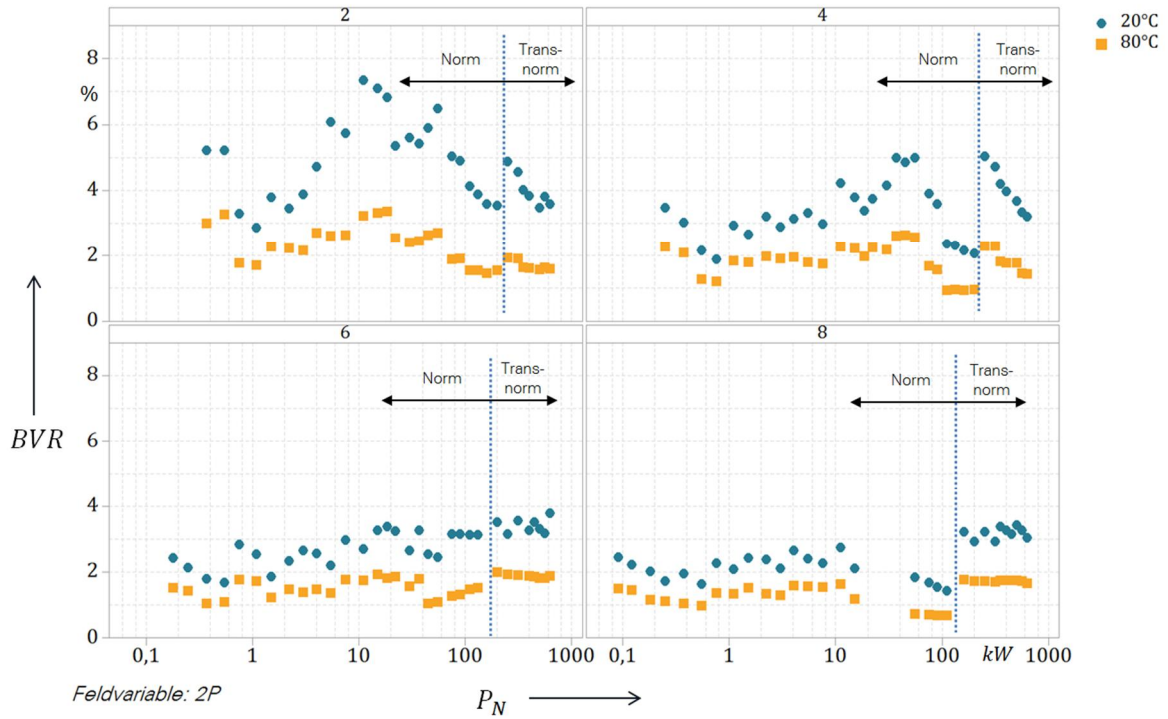 2
4
20°C
80°C
8
%
6
4
2
0
Norm
Trans-
norm
Norm
Trans-
norm
6
8
8
6
4
2
0
Norm
Trans-
norm
Norm
Trans-
norm
BVR
0,1
1
10
100
1000
0,1
1
10
100
kW
1000
Feldvariable: 2P
P_N